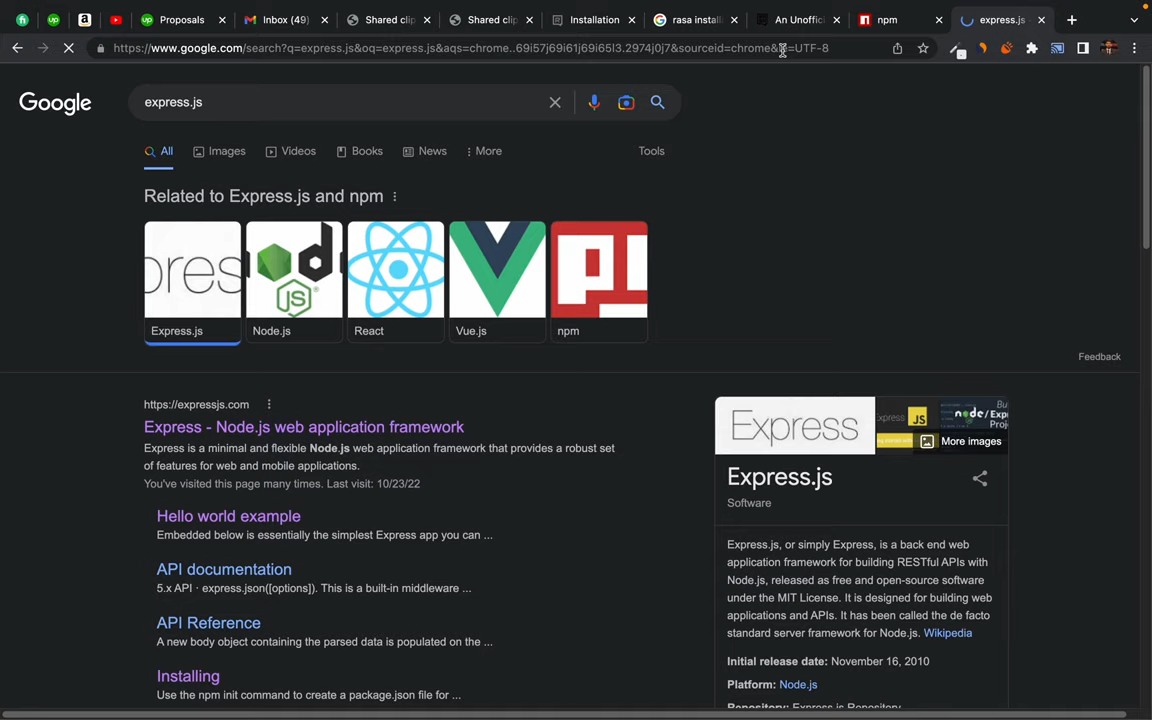 Proposals
Inbox (49)
Shared clip
Shared clip
Installation
rasa install
An Unoffici
npm
express.js
https://www.google.com/search?q=express.js&oq=express.js&aqs=chrome..69i57j69i61j69i65l3.2974j0j7&sourceid=chrome&ie=UTF-8
Google
express.js
All
Images
Videos
Books
News
More
Tools
Related to Express.js and npm
Express.js
Node.js
React
Vue.js
npm
Feedback
https://expressjs.com
Express - Node.js web application framework
Express is a minimal and flexible Node.js web application framework that provides a robust set
of features for web and mobile applications.
You've visited this page many times. Last visit: 10/23/22
Hello world example
Embedded below is essentially the simplest Express app you can ...
API documentation
5.x API · express.json([options]). This is a built-in middleware ...
API Reference
A new body object containing the parsed data is populated on the ...
Installing
Use the npm init command to create a package.json file for ...
Express
More images
Express.js
Software
Express.js, or simply Express, is a back end web
application framework for building RESTful APIs with
Node.js, released as free and open-source software
under the MIT License. It is designed for building web
applications and APIs. It has been called the de facto
standard server framework for Node.js. Wikipedia
Initial release date: November 16, 2010
Platform: Node.js
Repository: Express.js Repository